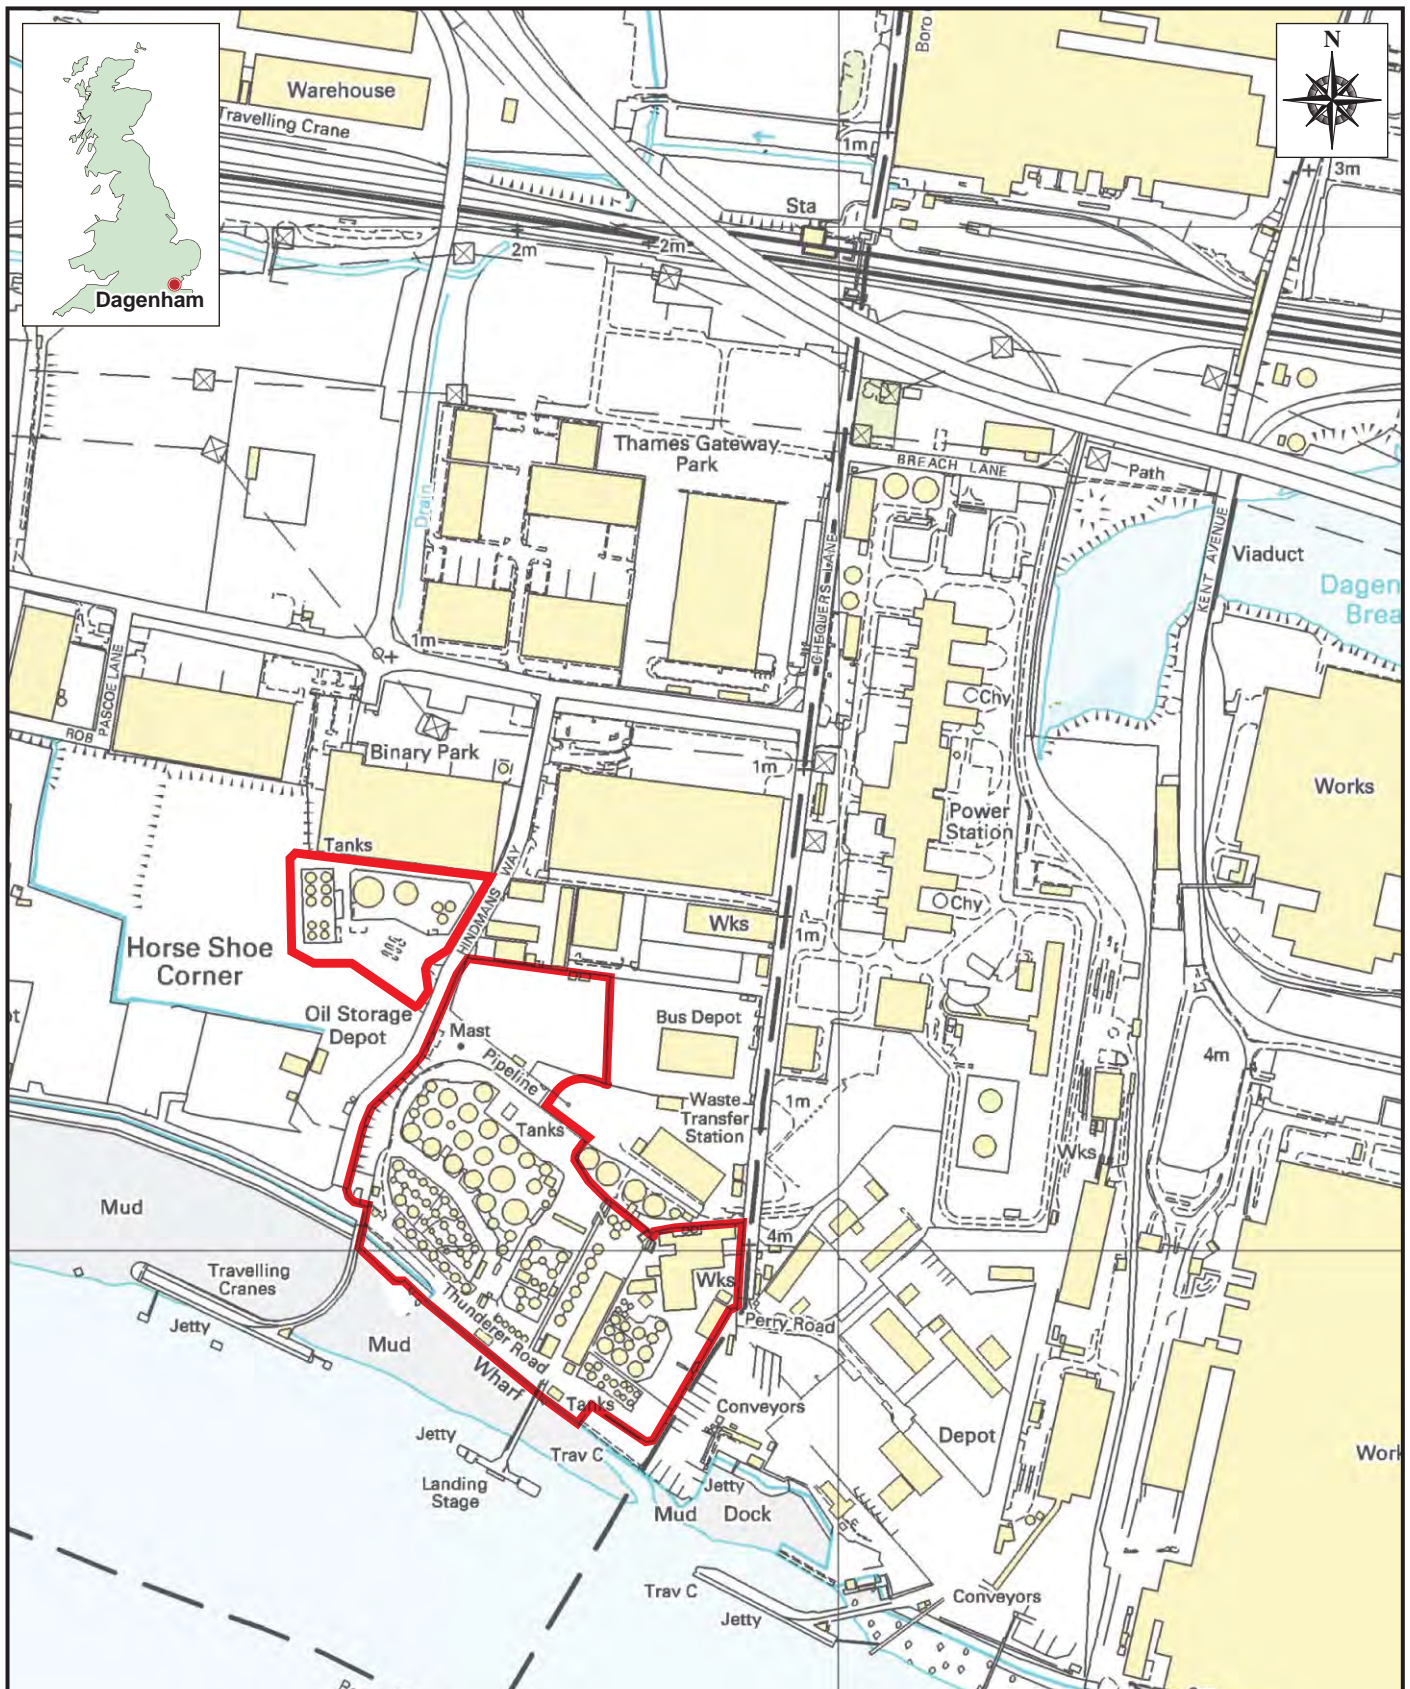 Dagenham
N
Warehouse
Travelling Crane
Boro
1m
3m
Sta
2m
2m
Thames Gateway
Park
BREACH LANE
Path
Drain
CHEQUERS LANE
KENT AVENUE
Viaduct
Dagen
Brea
1m
ROB
PASCOE LANE
Binary Park
1m
Chy
Power
Station
Works
Tanks
HINDMANS WAY
Wks
1m
Chy
Horse Shoe
Corner
Oil Storage
Depot
Mast
Bus Depot
Pipeline
Tanks
Waste
Transfer
Station
1m
4m
Wks
Mud
4m
Travelling
Cranes
Jetty
Wks
Perry Road
Mud
Thunderer Road
Wharf
Tanks
Conveyors
Jetty
Trav C
Depot
Work
Landing
Stage
Jetty
Mud
Dock
Trav C
Jetty
Conveyors